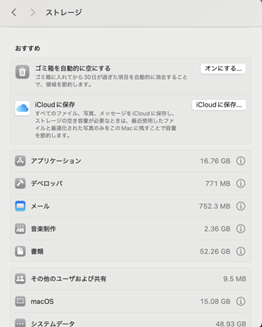 ストレージ
おすすめ
ゴミ箱を自動的に空にする
オンにする...
ゴミ箱に入れてから30日が過ぎた項目を自動的に消去すること
で、領域を節約します。
iCloudに保存
iCloudに保存...
すべてのファイル、写真、メッセージをiCloudに保存し、
ストレージの空き容量が必要なときは、最近使用したファ
イルと最適化された写真のみをこのMacに残すことで容量
を節約します。
アプリケーション 16.76 GB
デベロッパ 771 MB
メール 752.3 MB
音楽制作 2.36 GB
書類 52.26 GB
その他のユーザおよび共有 9.5 MB
macOS 15.08 GB
システムデータ 48.93 GB